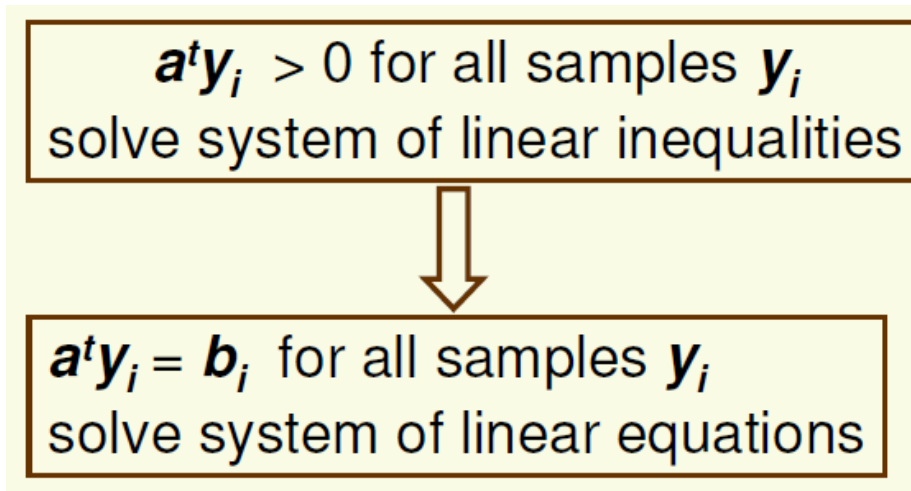 aᵗyᵢ > 0 for all samples yᵢ
solve system of linear inequalities
aᵗyᵢ = bᵢ for all samples yᵢ
solve system of linear equations